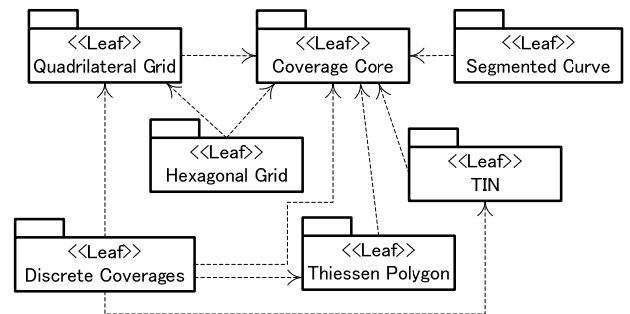 <<Leaf>>
Quadrilateral Grid
<<Leaf>>
Coverage Core
<<Leaf>>
Segmented Curve
<<Leaf>>
Hexagonal Grid
<<Leaf>>
TIN
<<Leaf>>
Discrete Coverages
<<Leaf>>
Thiessen Polygon